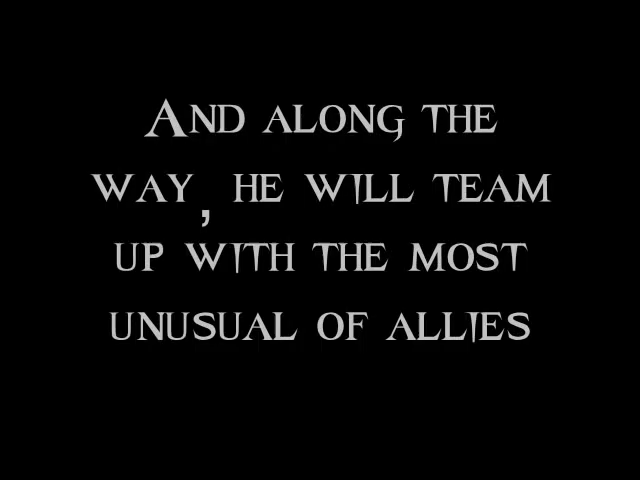 And along the
way, he will team
up with the most
unusual of allies